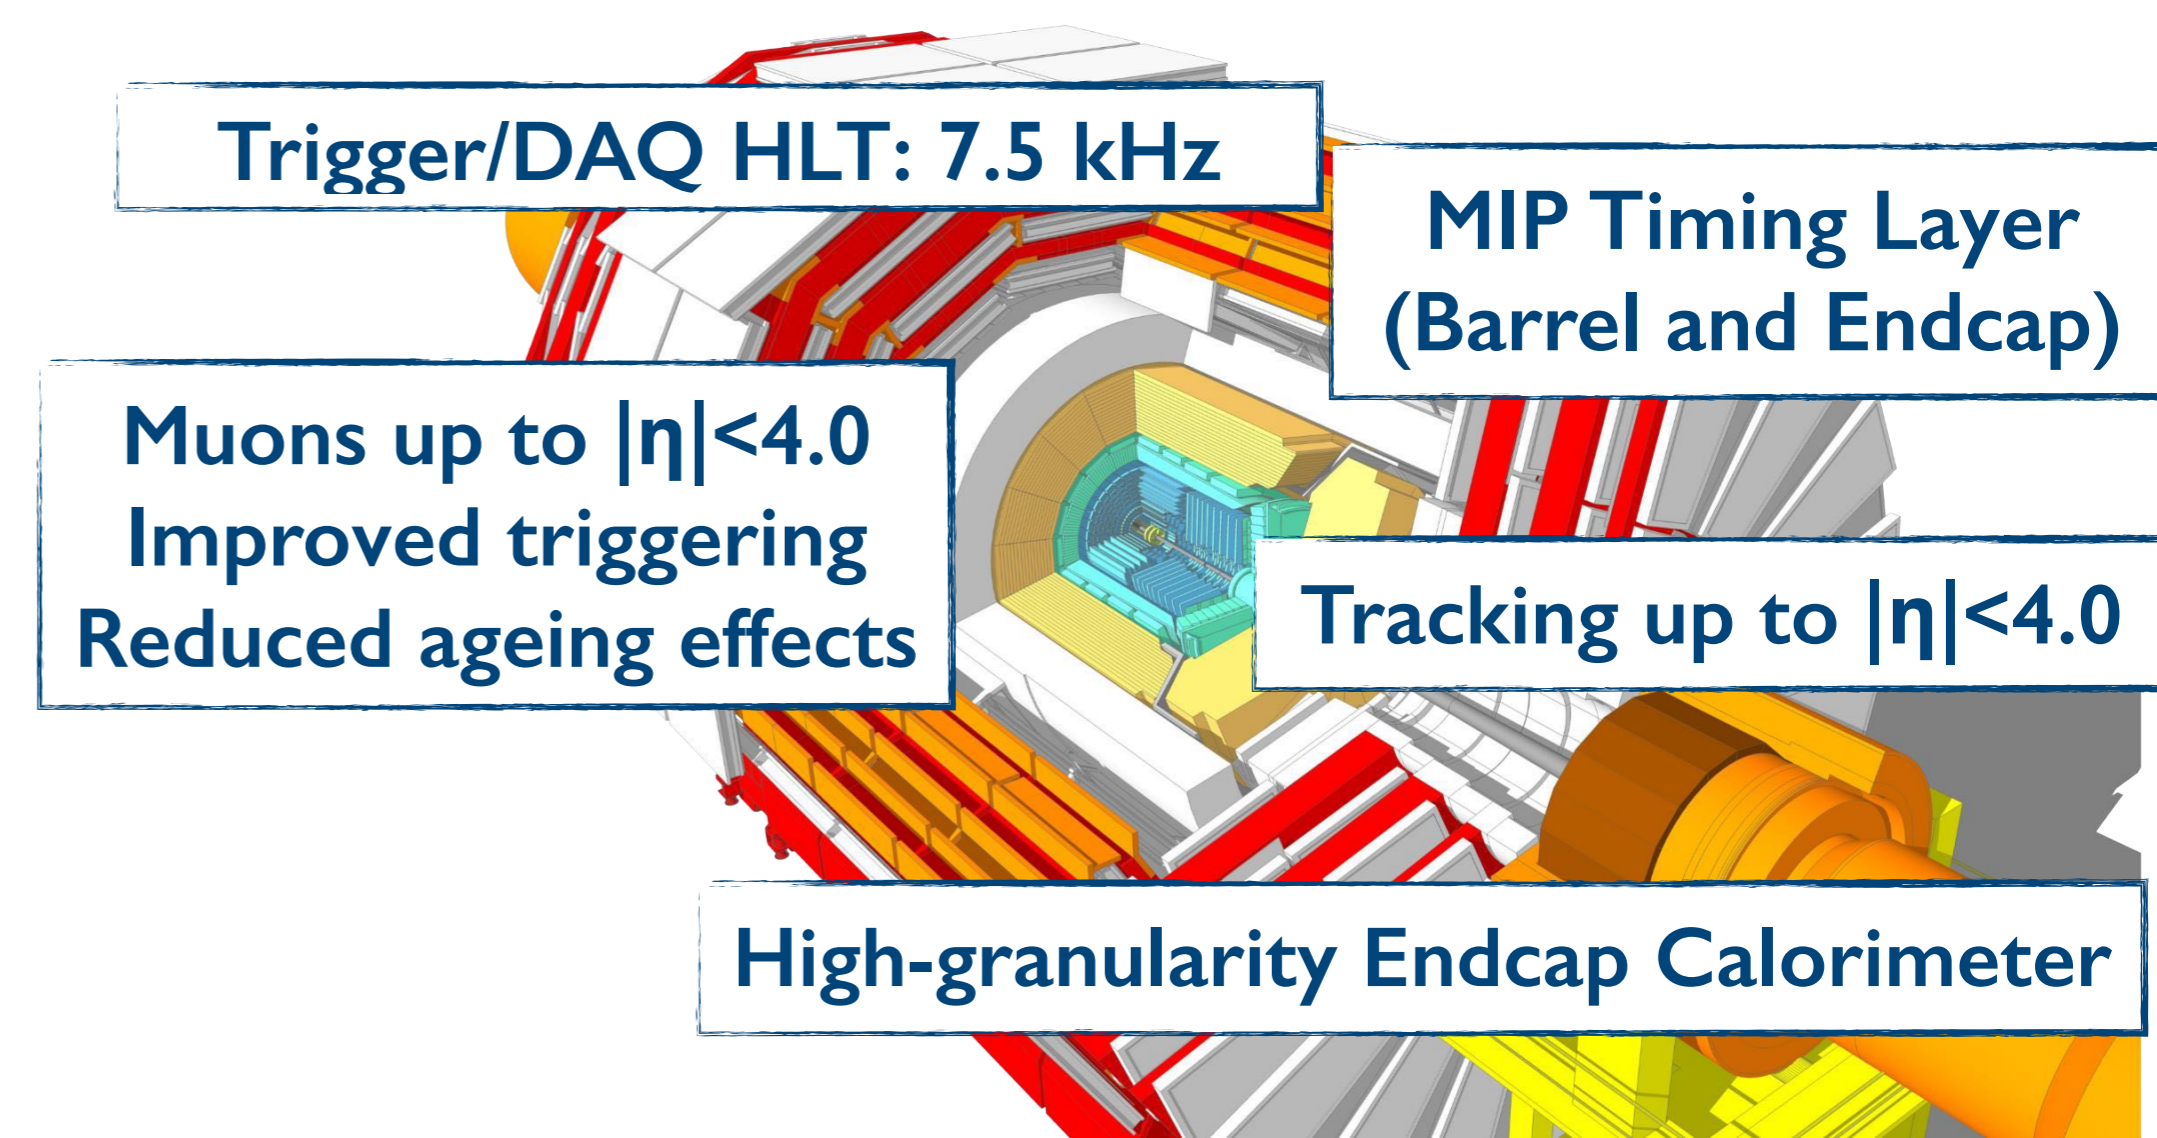 Trigger/DAQ HLT: 7.5 kHz
MIP Timing Layer
(Barrel and Endcap)
Muons up to |η|<4.0
Improved triggering
Reduced ageing effects
Tracking up to |η|<4.0
High-granularity Endcap Calorimeter